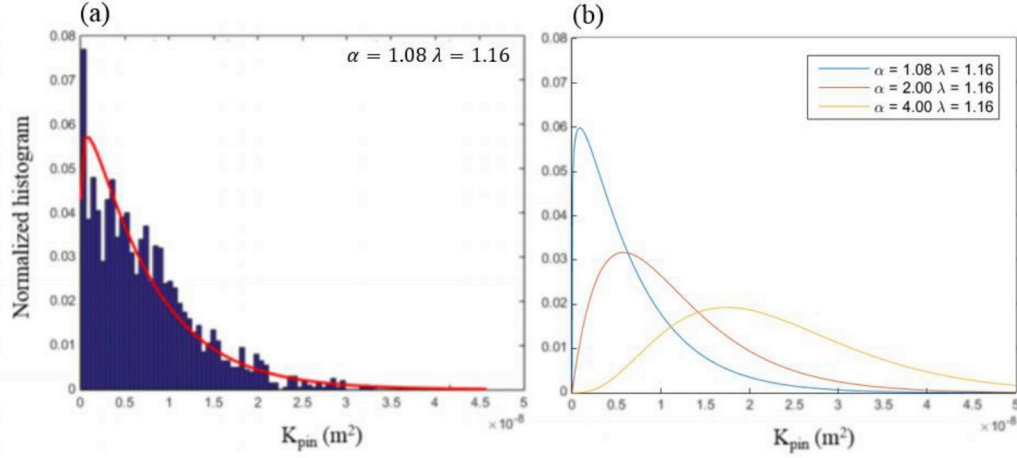 (a)
α = 1.08 λ = 1.16
0.08
0.07
0.06
0.05
0.04
0.03
0.02
0.01
0
Normalized histogram
0 0.5 1 1.5 2 2.5 3 3.5 4 4.5 5
×10⁻⁸
K_pin (m²)
(b)
α = 1.08 λ = 1.16
α = 2.00 λ = 1.16
α = 4.00 λ = 1.16
0.08
0.07
0.06
0.05
0.04
0.03
0.02
0.01
0
0 0.5 1 1.5 2 2.5 3 3.5 4 4.5 5
×10⁻⁸
K_pin (m²)